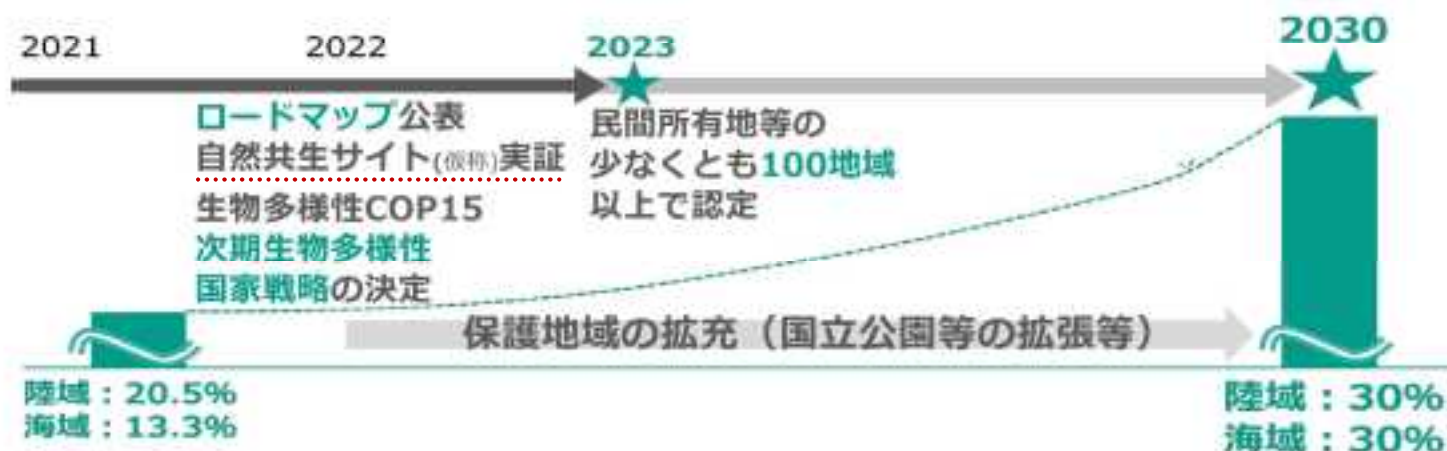 2021
2022
2023
2030
ロードマップ公表
自然共生サイト(仮称)実証
生物多様性COP15
次期生物多様性
国家戦略の決定
民間所有地等の
少なくとも100地域
以上で認定
保護地域の拡充（国立公園等の拡張等）
陸域：20.5%
海域：13.3%
陸域：30%
海域：30%